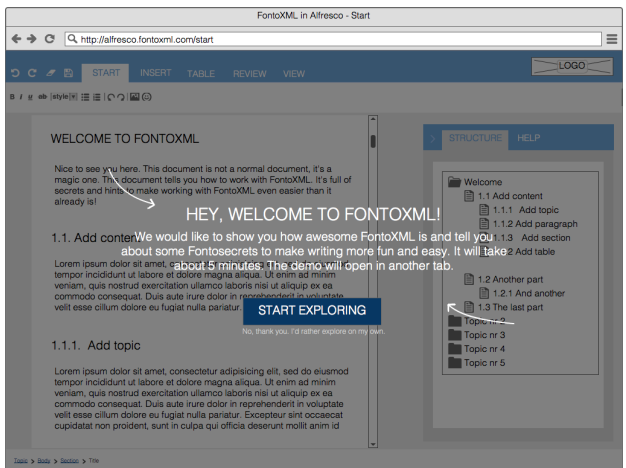 FontoXML in Alfresco - Start
http://alfresco.fontoxml.com/start
START INSERT TABLE REVIEW VIEW
LOGO
B I u ab style
WELCOME TO FONTOXML
Nice to see you here. This document is not a normal document, it's a
magic one. This document tells you how to work with FontoXML. It's full of
secrets and hints to make working with FontoXML even easier than it
already is!
STRUCTURE HELP
Welcome
1.1 Add content
1.1.1 Add topic
1.1.2 Add paragraph
1.1.3 Add section
Add table
1.2 Another part
1.2.1 And another
1.3 The last part
Topic nr 2
Topic nr 3
Topic nr 4
Topic nr 5
HEY, WELCOME TO FONTOXML!
We would like to show you how awesome FontoXML is and tell you
about some Fontosecrets to make writing more fun and easy. It will take
about 5 minutes. The demo will open in another tab.
START EXPLORING
No, thank you. I'd rather explore on my own.
1.1. Add content
Lorem ipsum dolor sit amet, consectetur
tempor incididunt ut labore et dolore magna aliqua. Ut enim ad minim
veniam, quis nostrud exercitation ullamco laboris nisi ut aliquip ex ea
commodo consequat. Duis aute irure dolor in reprehenderit in voluptate
velit esse cillum dolore eu fugiat nulla pariatur.
1.1.1. Add topic
Lorem ipsum dolor sit amet, consectetur adipisicing elit, sed do eiusmod
tempor incididunt ut labore et dolore magna aliqua. Ut enim ad minim
veniam, quis nostrud exercitation ullamco laboris nisi ut aliquip ex ea
commodo consequat. Duis aute irure dolor in reprehenderit in voluptate
velit esse cillum dolore eu fugiat nulla pariatur. Excepteur sint occaecat
cupidatat non proident, sunt in culpa qui officia deserunt mollit anim id
Topic > Body > Section > Title